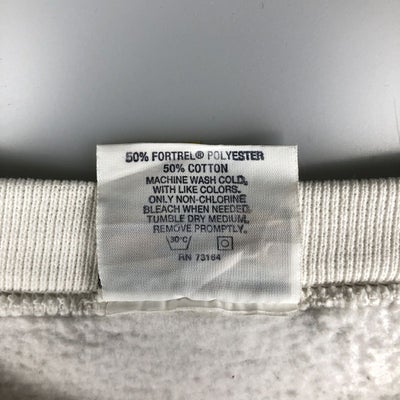 50% FORTREL® POLYESTER
50% COTTON
MACHINE WASH COLD,
WITH LIKE COLORS.
ONLY NON-CHLORINE
BLEACH WHEN NEEDED.
TUMBLE DRY MEDIUM.
REMOVE PROMPTLY.
30°C
RN 73164